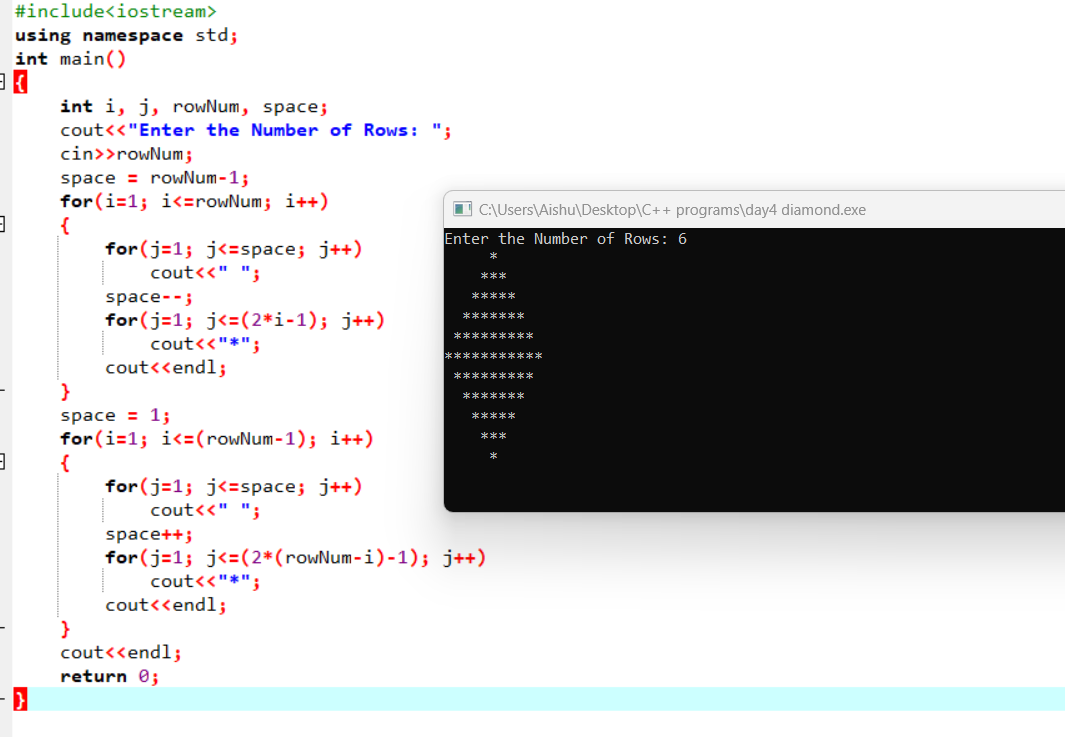 #include<iostream>
using namespace std;
int main()
{
    int i, j, rowNum, space;
    cout<<"Enter the Number of Rows: ";
    cin>>rowNum;
    space = rowNum-1;
    for(i=1; i<=rowNum; i++)
    {
        for(j=1; j<=space; j++)
            cout<<" ";
        space--;
        for(j=1; j<=(2*i-1); j++)
            cout<<"*";
        cout<<endl;
    }
    space = 1;
    for(i=1; i<=(rowNum-1); i++)
    {
        for(j=1; j<=space; j++)
            cout<<" ";
        space++;
        for(j=1; j<=(2*(rowNum-i)-1); j++)
            cout<<"*";
        cout<<endl;
    }
    cout<<endl;
    return 0;
}
C:\Users\Aishu\Desktop\C++ programs\day4 diamond.exe
Enter the Number of Rows: 6
     *
    ***
   *****
  *******
 *********
***********
 *********
  *******
   *****
    ***
     *